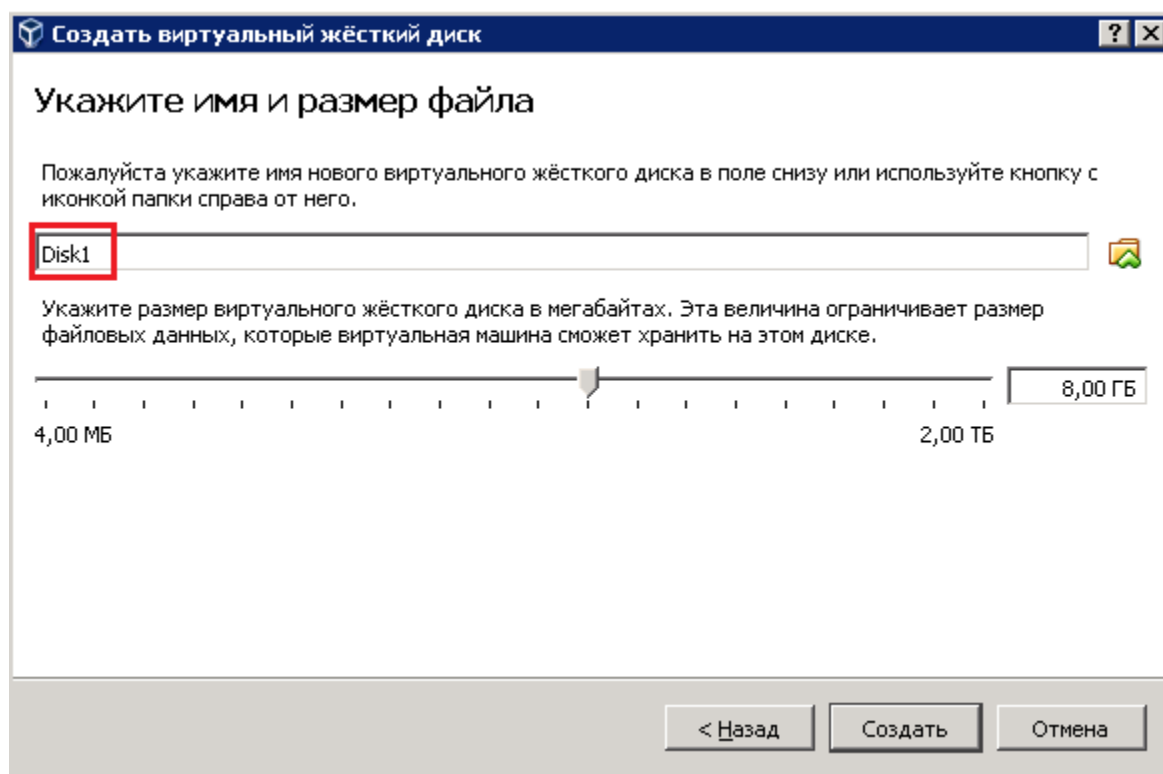 Создать виртуальный жёсткий диск
Укажите имя и размер файла
Пожалуйста укажите имя нового виртуального жёсткого диска в поле снизу или используйте кнопку с
иконкой папки справа от него.
Disk1
Укажите размер виртуального жёсткого диска в мегабайтах. Эта величина ограничивает размер
файловых данных, которые виртуальная машина сможет хранить на этом диске.
8,00 ГБ
4,00 МБ 2,00 ТБ
< Назад Создать Отмена